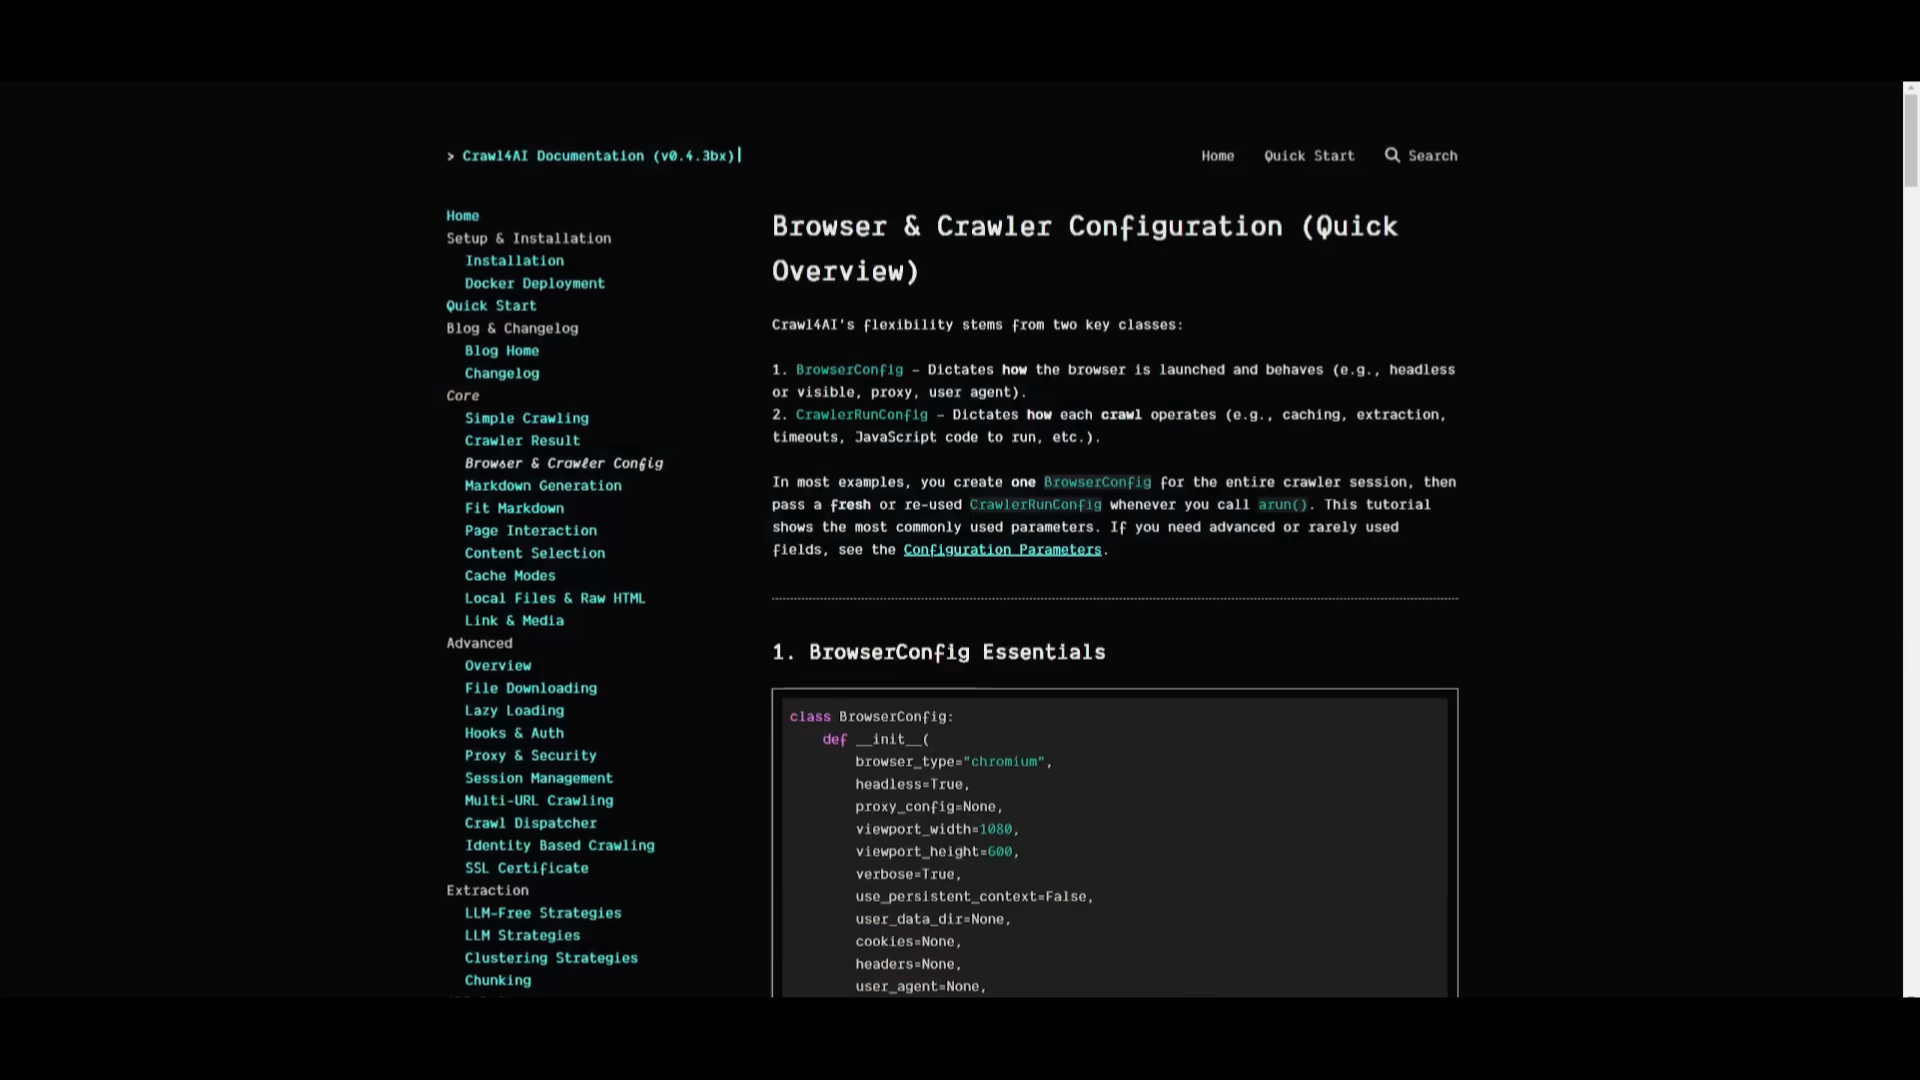 > Crawl4AI Documentation (v0.4.3bx)
Home
Quick Start
Search
Home
Setup & Installation
Installation
Docker Deployment
Quick Start
Blog & Changelog
Blog Home
Changelog
Core
Simple Crawling
Crawler Result
Browser & Crawler Config
Markdown Generation
Fit Markdown
Page Interaction
Content Selection
Cache Modes
Local Files & Raw HTML
Link & Media
Advanced
Overview
File Downloading
Lazy Loading
Hooks & Auth
Proxy & Security
Session Management
Multi-URL Crawling
Crawl Dispatcher
Identity Based Crawling
SSL Certificate
Extraction
LLM-Free Strategies
LLM Strategies
Clustering Strategies
Chunking
Browser & Crawler Configuration (Quick
Overview)
Crawl4AI's flexibility stems from two key classes:
1. BrowserConfig – Dictates how the browser is launched and behaves (e.g., headless
or visible, proxy, user agent).
2. CrawlerRunConfig – Dictates how each crawl operates (e.g., caching, extraction,
timeouts, JavaScript code to run, etc.).
In most examples, you create one BrowserConfig for the entire crawler session, then
pass a fresh or re-used CrawlerRunConfig whenever you call arun(). This tutorial
shows the most commonly used parameters. If you need advanced or rarely used
fields, see the Configuration Parameters.
1. BrowserConfig Essentials
class BrowserConfig:
def __init__(
browser_type="chromium",
headless=True,
proxy_config=None,
viewport_width=1080,
viewport_height=600,
verbose=True,
use_persistent_context=False,
user_data_dir=None,
cookies=None,
headers=None,
user_agent=None,